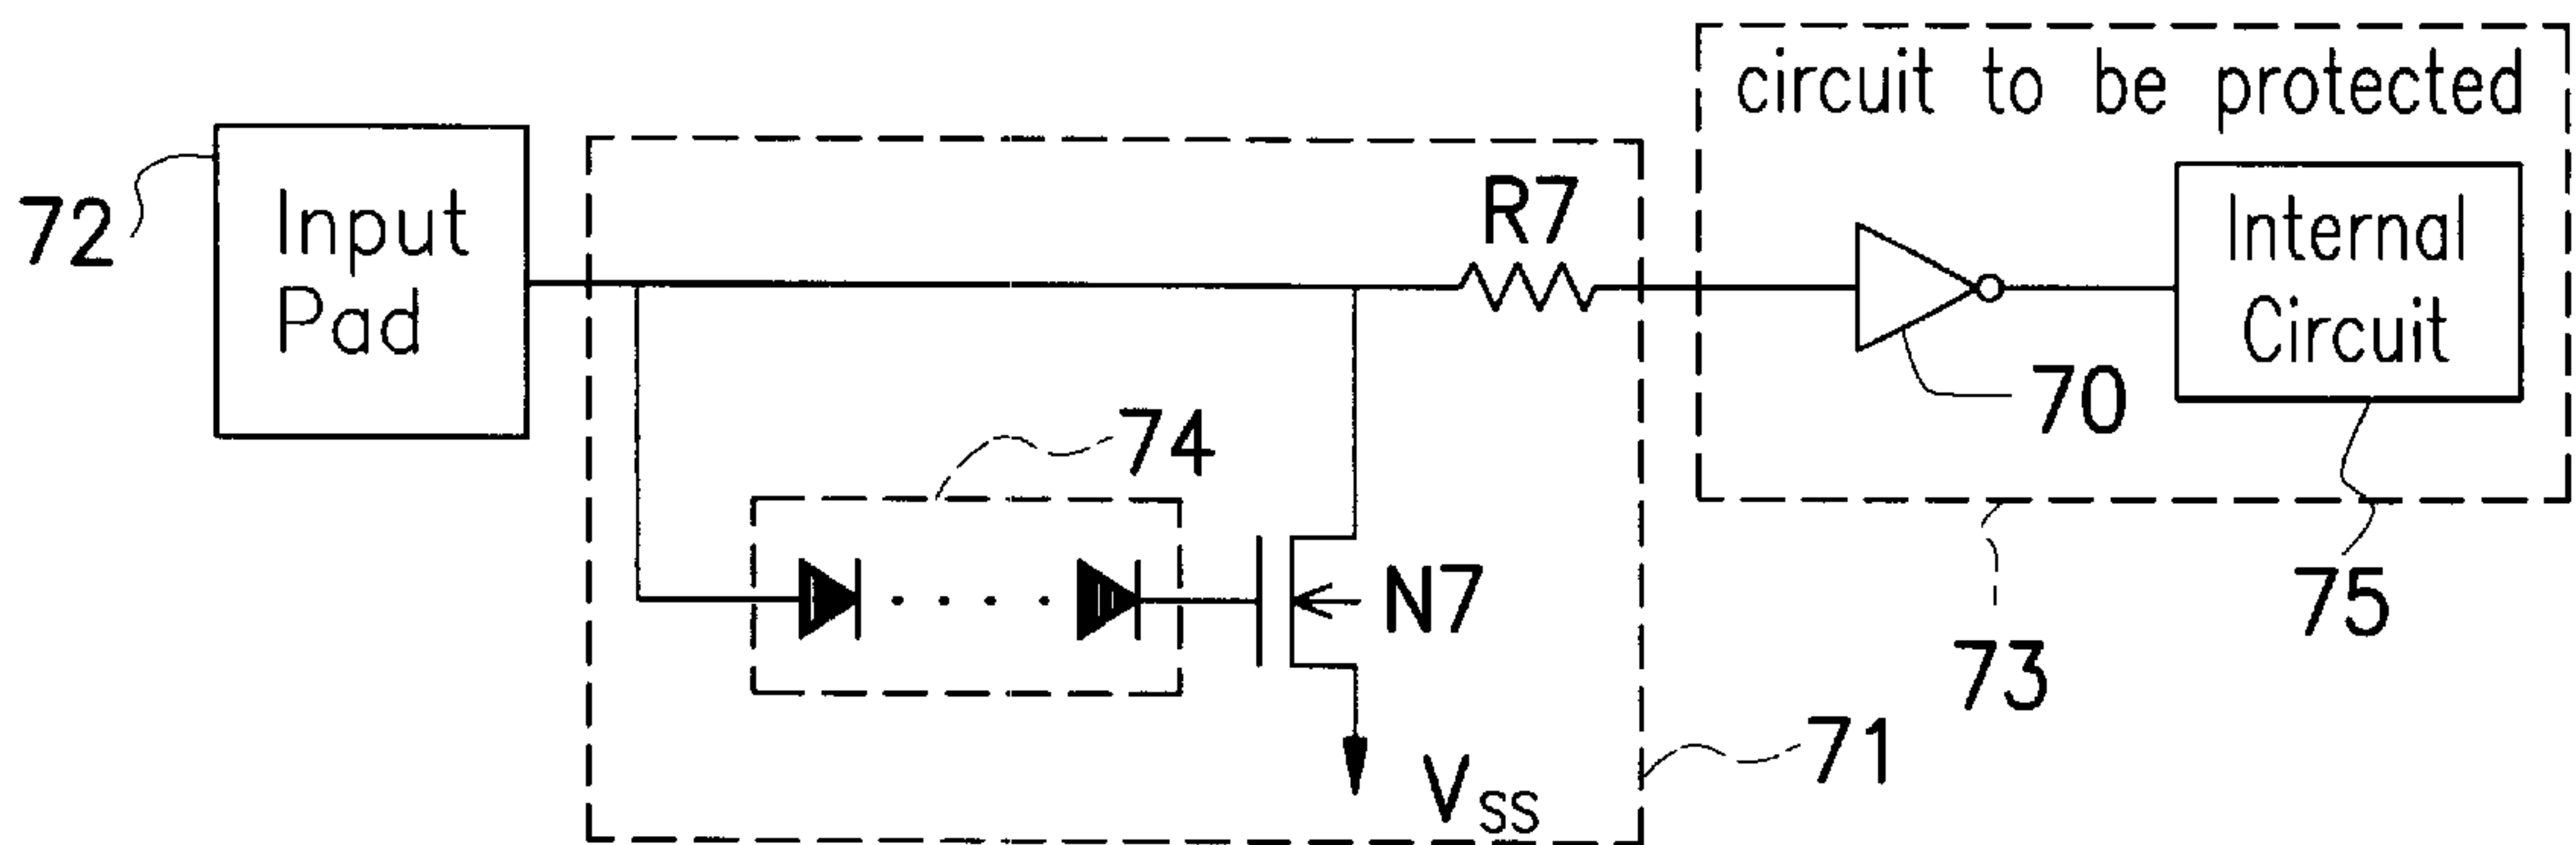 circuit to be protected
72
Input
Pad
R7
Internal
Circuit
70
74
N7
75
73
71
VSS